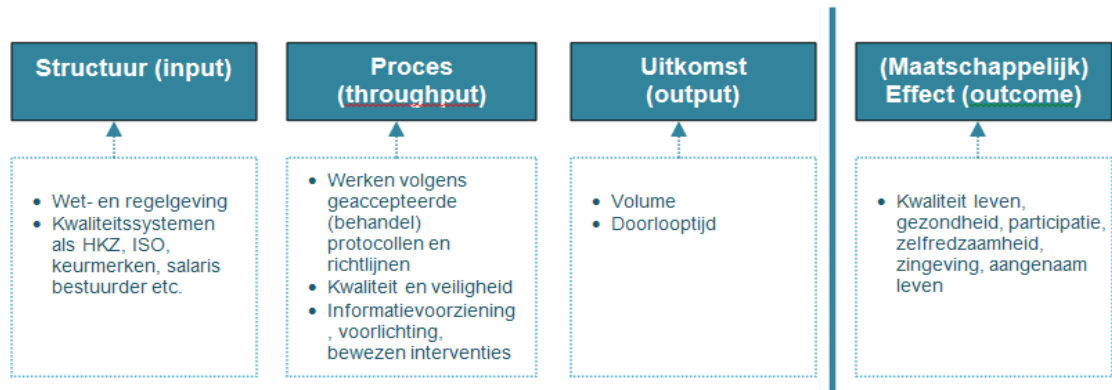 Structuur (input)
• Wet- en regelgeving
• Kwaliteitssystemen
als HKZ, ISO,
keurmerken, salaris
bestuurder etc.
Proces
(throughput)
• Werken volgens
geaccepteerde
(behandel)
protocollen en
richtlijnen
• Kwaliteit en veiligheid
• Informatievoorziening
, voorlichting,
bewezen interventies
Uitkomst
(output)
• Volume
• Doorlooptijd
(Maatschappelijk)
Effect (outcome)
• Kwaliteit leven,
gezondheid, participatie,
zelfredzaamheid,
zingeving, aangenaam
leven